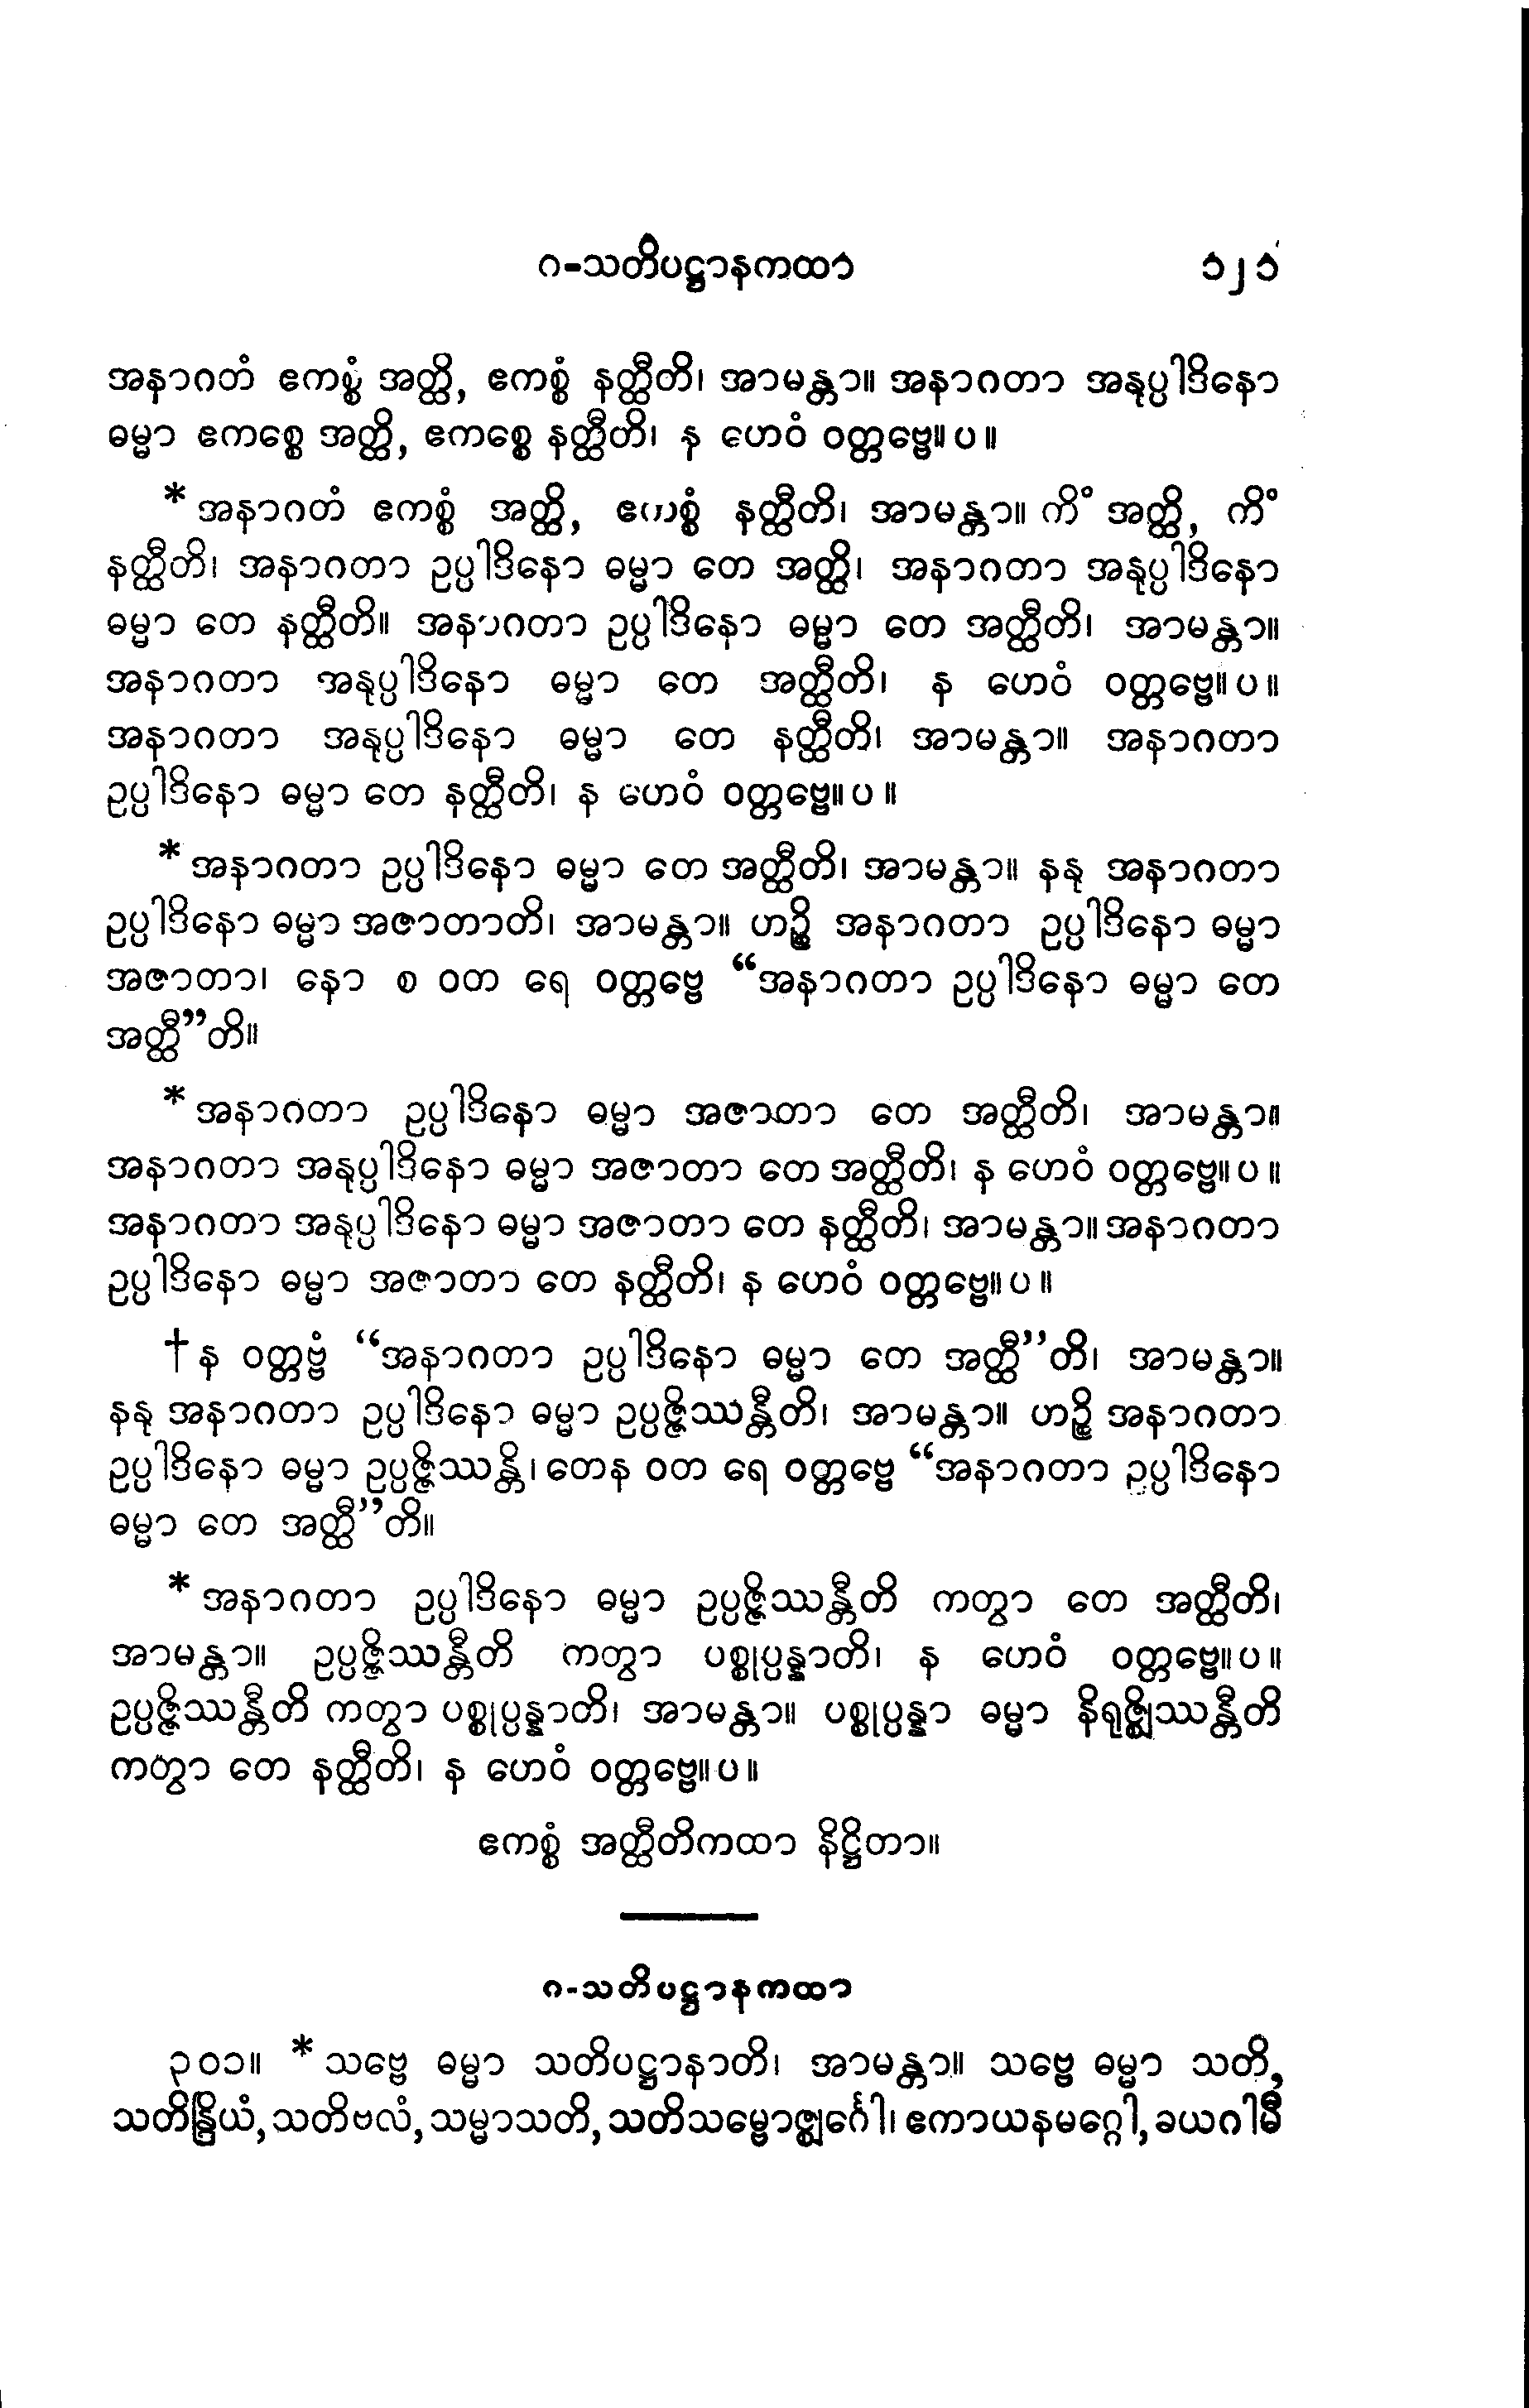 ဂ-သတိပဋ္ဌာနကထာ ၁၂၁
အနာဂတံ ဧကစ္စံ အတ္ထိ, ဧကစ္စံ နတ္ထီတိ၊ အာမန္တာ။ အနာဂတာ အနုပ္ပါဒိနော
ဓမ္မာ ဧကစ္စေ အတ္ထိ, ဧကစ္စေ နတ္ထီတိ၊ န ဟေဝံ ဝတ္တဗ္ဗေ။ပ။
* အနာဂတံ ဧကစ္စံ အတ္ထိ, ဧကစ္စံ နတ္ထီတိ၊ အာမန္တာ။ ကိံ အတ္ထိ, ကိံ
နတ္ထီတိ၊ အနာဂတာ ဥပ္ပါဒိနော ဓမ္မာ တေ အတ္ထိ၊ အနာဂတာ အနုပ္ပါဒိနော
ဓမ္မာ တေ နတ္ထီတိ။ အနာဂတာ ဥပ္ပါဒိနော ဓမ္မာ တေ အတ္ထီတိ၊ အာမန္တာ။
အနာဂတာ အနုပ္ပါဒိနော ဓမ္မာ တေ အတ္ထီတိ၊ န ဟေဝံ ဝတ္တဗ္ဗေ။ပ။
အနာဂတာ အနုပ္ပါဒိနော ဓမ္မာ တေ နတ္ထီတိ၊ အာမန္တာ။ အနာဂတာ
ဥပ္ပါဒိနော ဓမ္မာ တေ နတ္ထီတိ၊ န ဟေဝံ ဝတ္တဗ္ဗေ။ပ။
* အနာဂတာ ဥပ္ပါဒိနော ဓမ္မာ တေ အတ္ထီတိ၊ အာမန္တာ။ နနု အနာဂတာ
ဥပ္ပါဒိနော ဓမ္မာ အဇာတာတိ၊ အာမန္တာ။ ဟဉ္စိ အနာဂတာ ဥပ္ပါဒိနော ဓမ္မာ
အဇာတာ၊ နော စ ဝတ ရေ ဝတ္တဗ္ဗေ “အနာဂတာ ဥပ္ပါဒိနော ဓမ္မာ တေ
အတ္ထီ”တိ။
* အနာဂတာ ဥပ္ပါဒိနော ဓမ္မာ အဇာတာ တေ အတ္ထီတိ၊ အာမန္တာ။
အနာဂတာ အနုပ္ပါဒိနော ဓမ္မာ အဇာတာ တေ အတ္ထီတိ၊ န ဟေဝံ ဝတ္တဗ္ဗေ။ပ။
အနာဂတာ အနုပ္ပါဒိနော ဓမ္မာ အဇာတာ တေ နတ္ထီတိ၊ အာမန္တာ။ အနာဂတာ
ဥပ္ပါဒိနော ဓမ္မာ အဇာတာ တေ နတ္ထီတိ၊ န ဟေဝံ ဝတ္တဗ္ဗေ။ပ။
† န ဝတ္တဗ္ဗံ “အနာဂတာ ဥပ္ပါဒိနော ဓမ္မာ တေ အတ္ထီ”တိ၊ အာမန္တာ။
နနု အနာဂတာ ဥပ္ပါဒိနော ဓမ္မာ ဥပ္ပဇ္ဇိဿန္တီတိ၊ အာမန္တာ။ ဟဉ္စိ အနာဂတာ
ဥပ္ပါဒိနော ဓမ္မာ ဥပ္ပဇ္ဇိဿန္တိ၊ တေန ဝတ ရေ ဝတ္တဗ္ဗေ “အနာဂတာ ဥပ္ပါဒိနော
ဓမ္မာ တေ အတ္ထီ”တိ။
* အနာဂတာ ဥပ္ပါဒိနော ဓမ္မာ ဥပ္ပဇ္ဇိဿန္တီတိ ကတွာ တေ အတ္ထီတိ၊
အာမန္တာ။ ဥပ္ပဇ္ဇိဿန္တီတိ ကတွာ ပစ္စုပ္ပန္နာတိ၊ န ဟေဝံ ဝတ္တဗ္ဗေ။ပ။
ဥပ္ပဇ္ဇိဿန္တီတိ ကတွာ ပစ္စုပ္ပန္နာတိ၊ အာမန္တာ။ ပစ္စုပ္ပန္နာ ဓမ္မာ နိရုဇ္ဈိဿန္တီတိ
ကတွာ တေ နတ္ထီတိ၊ န ဟေဝံ ဝတ္တဗ္ဗေ။ပ။
ဧကစ္စံ အတ္ထီတိကထာ နိဋ္ဌိတာ။
ဂ-သတိပဋ္ဌာနကထာ
၃၀၁။ * သဗ္ဗေ ဓမ္မာ သတိပဋ္ဌာနာတိ၊ အာမန္တာ။ သဗ္ဗေ ဓမ္မာ သတိ,
သတိန္ဒြိယံ, သတိဗလံ, သမ္မာသတိ, သတိသမ္ဗောဇ္ဈင်္ဂေါ၊ ဧကာယနမဂ္ဂေါ, ခယဂါမီ